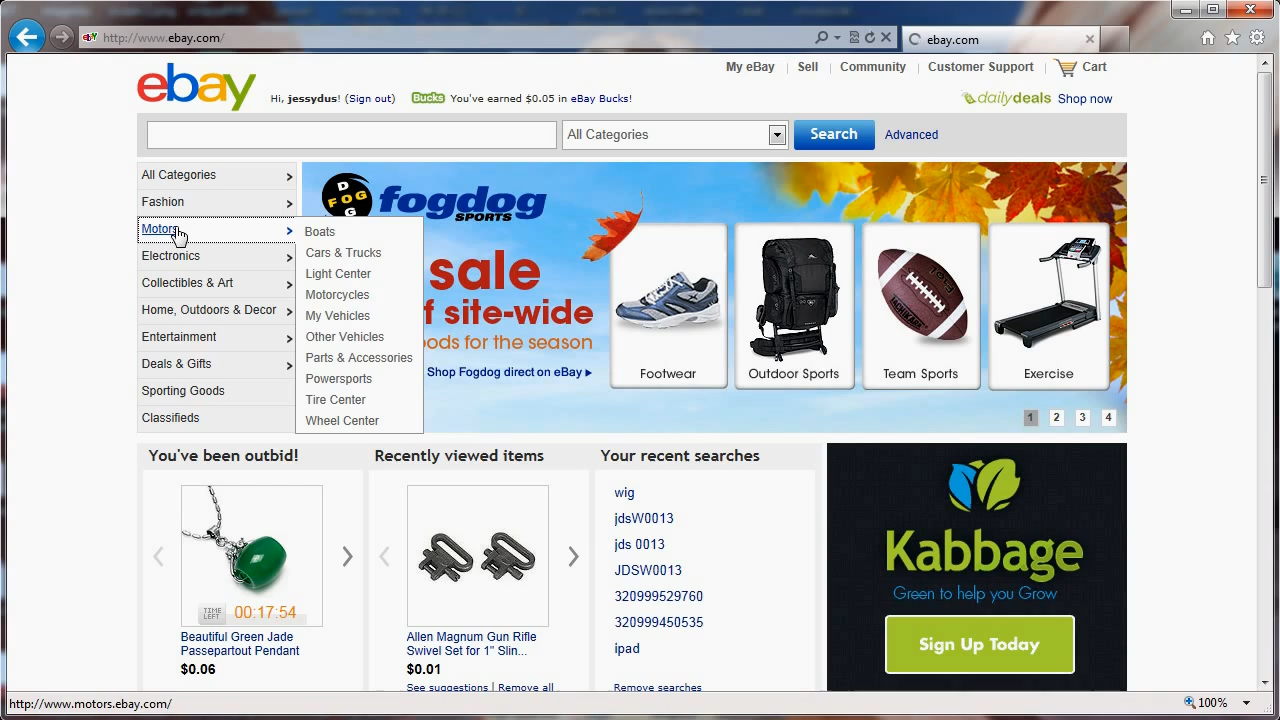 http://www.ebay.com/
ebay.com
My eBay
Sell
Community
Customer Support
Cart
ebay
Hi, jessydus! (Sign out)
Bucks You've earned $0.05 in eBay Bucks!
dailydeals Shop now
All Categories
Search
Advanced
All Categories
Fashion
Motors
Electronics
Collectibles & Art
Home, Outdoors & Decor
Entertainment
Deals & Gifts
Sporting Goods
Classifieds
Boats
Cars & Trucks
Light Center
Motorcycles
My Vehicles
Other Vehicles
Parts & Accessories
Powersports
Tire Center
Wheel Center
DOG
FOG
fogdog
SPORTS
sale
f site-wide
ods for the season
Shop Fogdog direct on eBay
Footwear
Outdoor Sports
Team Sports
Exercise
1 2 3 4
You've been outbid!
TIME LEFT 00:17:54
Beautiful Green Jade
Passepartout Pendant
$0.06
Recently viewed items
Allen Magnum Gun Rifle
Swivel Set for 1" Slin...
$0.01
See suggestions | Remove all
Your recent searches
wig
jdsW0013
jds 0013
JDSW0013
320999529760
320999450535
ipad
Remove searches
Kabbage
Green to help you Grow
Sign Up Today
http://www.motors.ebay.com/
100%